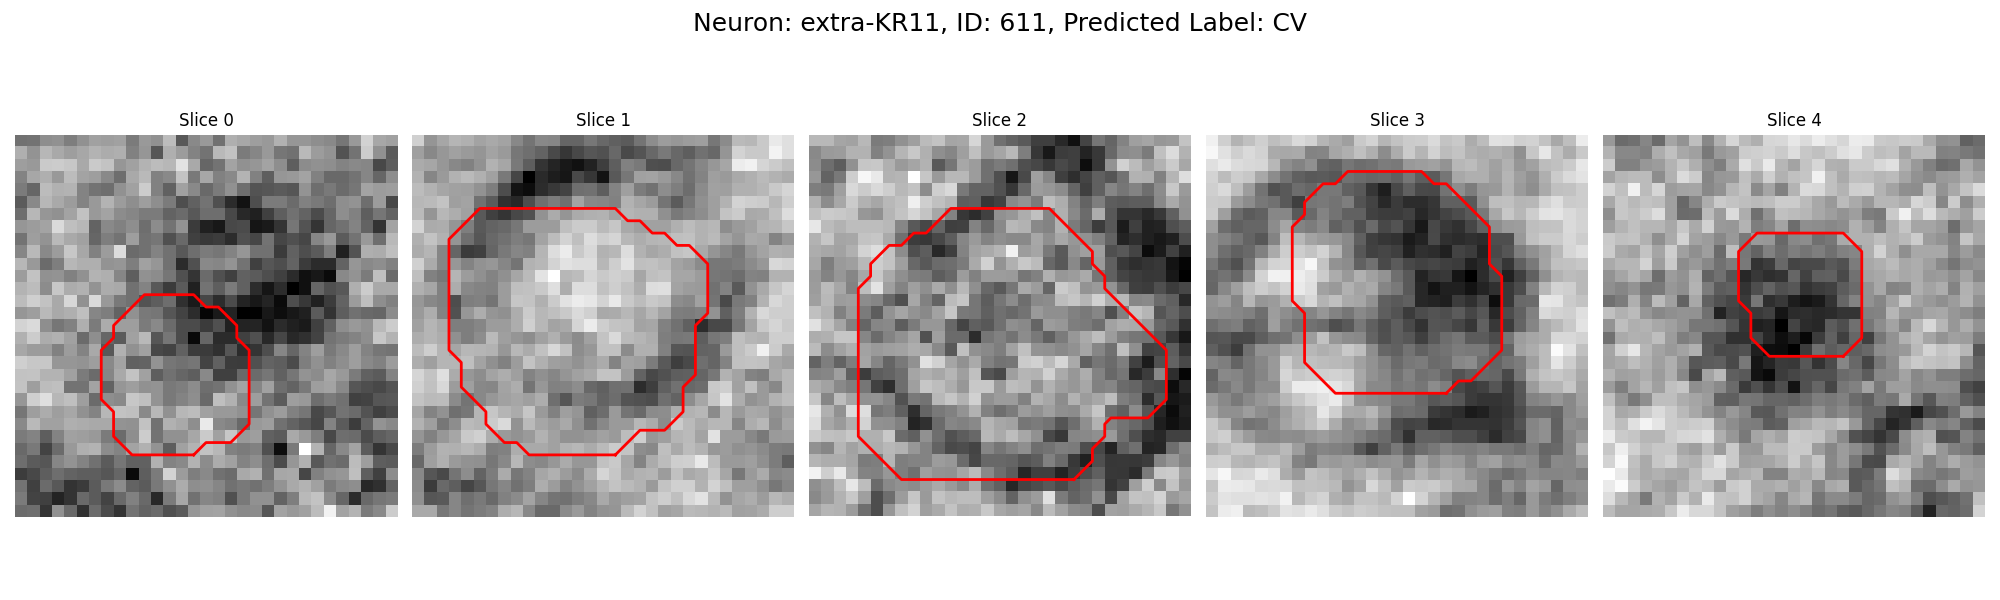 Neuron: extra-KR11, ID: 611, Predicted Label: CV
Slice 0
Slice 1
Slice 2
Slice 3
Slice 4